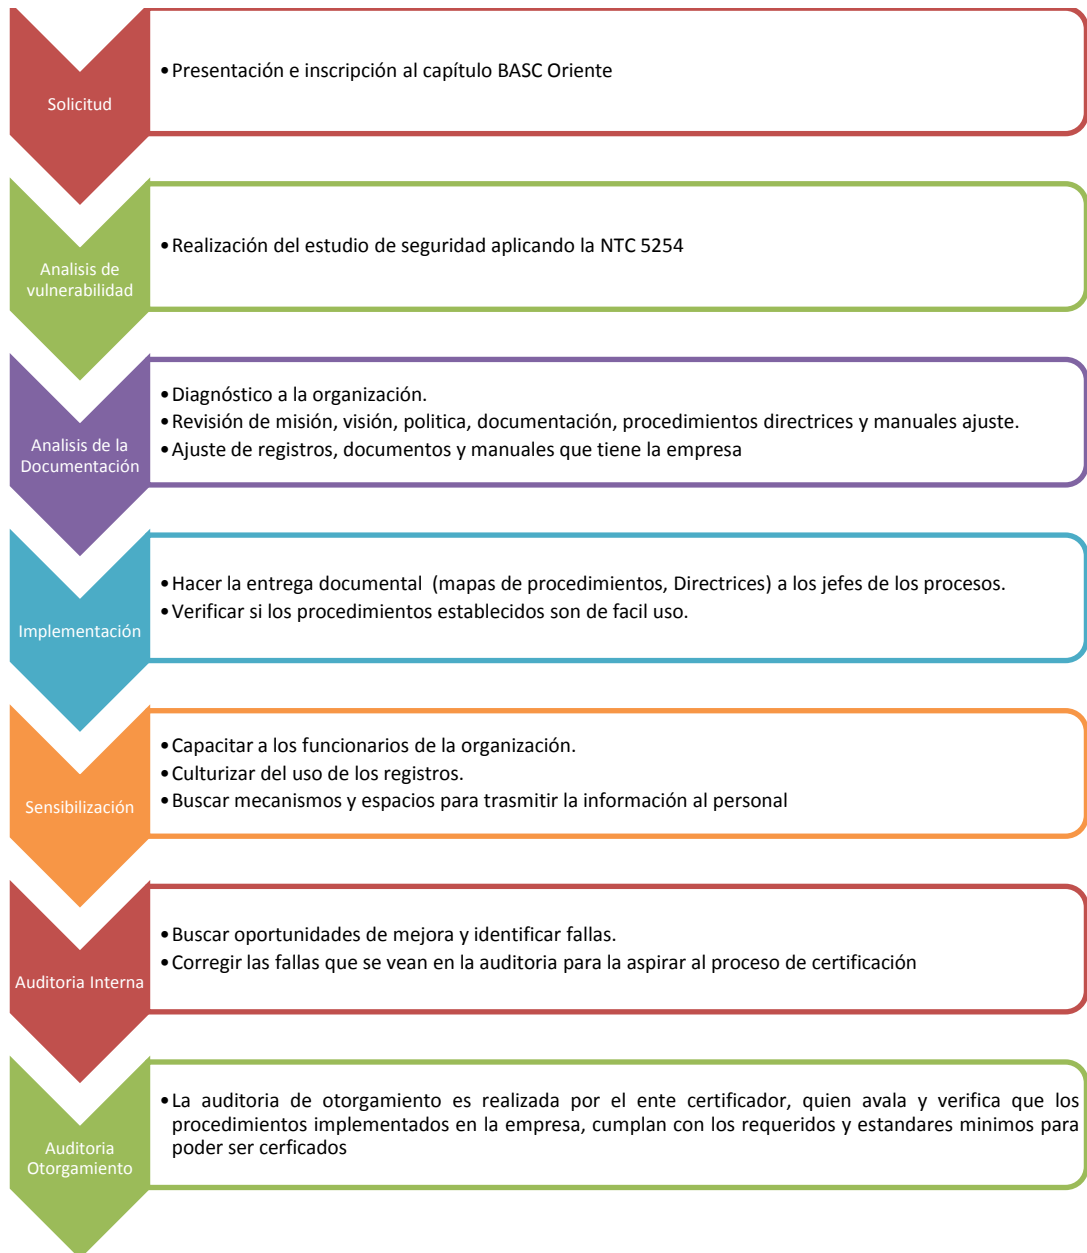 Solicitud
•Presentación e inscripción al capítulo BASC Oriente
Analisis de
vulnerabilidad
•Realización del estudio de seguridad aplicando la NTC 5254
Analisis de la
Documentación
•Diagnóstico a la organización.
•Revisión de misión, visión, politica, documentación, procedimientos directrices y manuales ajuste.
•Ajuste de registros, documentos y manuales que tiene la empresa
Implementación
•Hacer la entrega documental (mapas de procedimientos, Directrices) a los jefes de los procesos.
•Verificar si los procedimientos establecidos son de facil uso.
Sensibilización
•Capacitar a los funcionarios de la organización.
•Culturizar del uso de los registros.
•Buscar mecanismos y espacios para trasmitir la información al personal
Auditoria Interna
•Buscar oportunidades de mejora y identificar fallas.
•Corregir las fallas que se vean en la auditoria para la aspirar al proceso de certificación
Auditoria
Otorgamiento
•La auditoria de otorgamiento es realizada por el ente certificador, quien avala y verifica que los
procedimientos implementados en la empresa, cumplan con los requeridos y estandares minimos para
poder ser cerficados